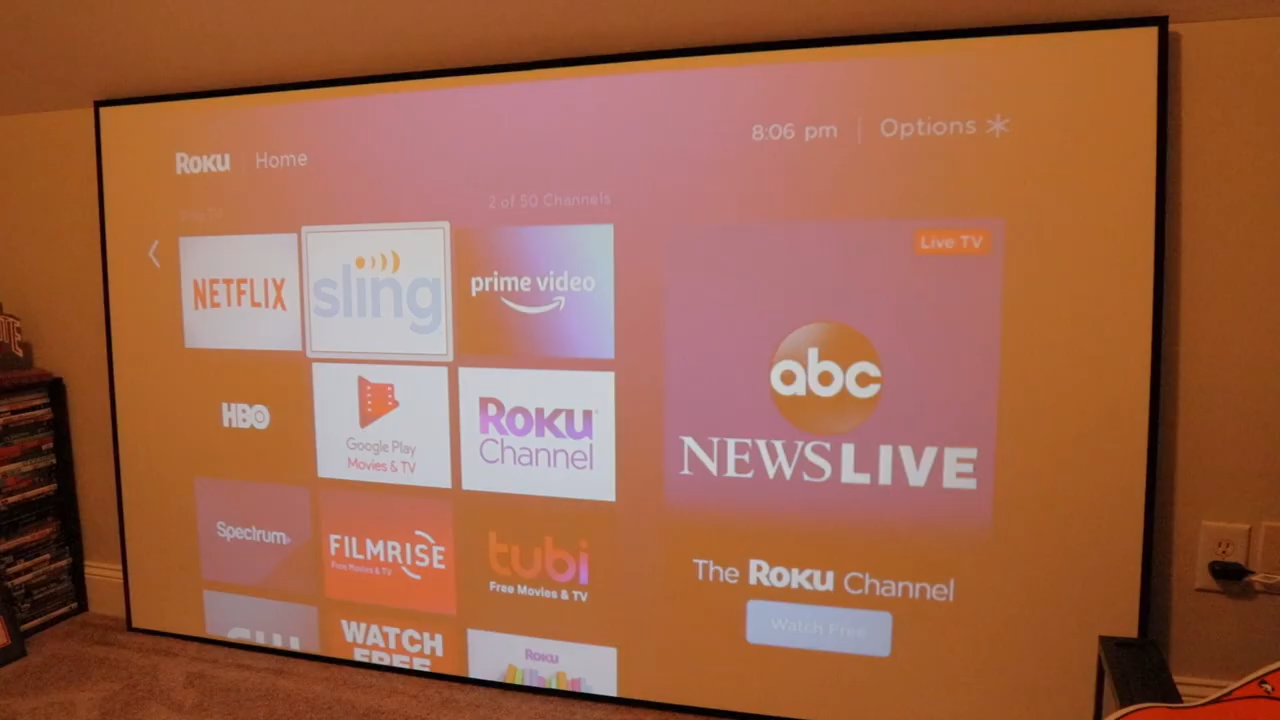 Roku | Home
8:06 pm | Options
2 of 50 Channels
NETFLIX
sling
prime video
Live TV
HBO
Google Play
Movies & TV
Roku
Channel
abc
NEWS LIVE
Spectrum
FILMRISE
Free Movies & TV
tubi
Free Movies & TV
The Roku Channel
Watch Free
WATCH
FREE
Roku